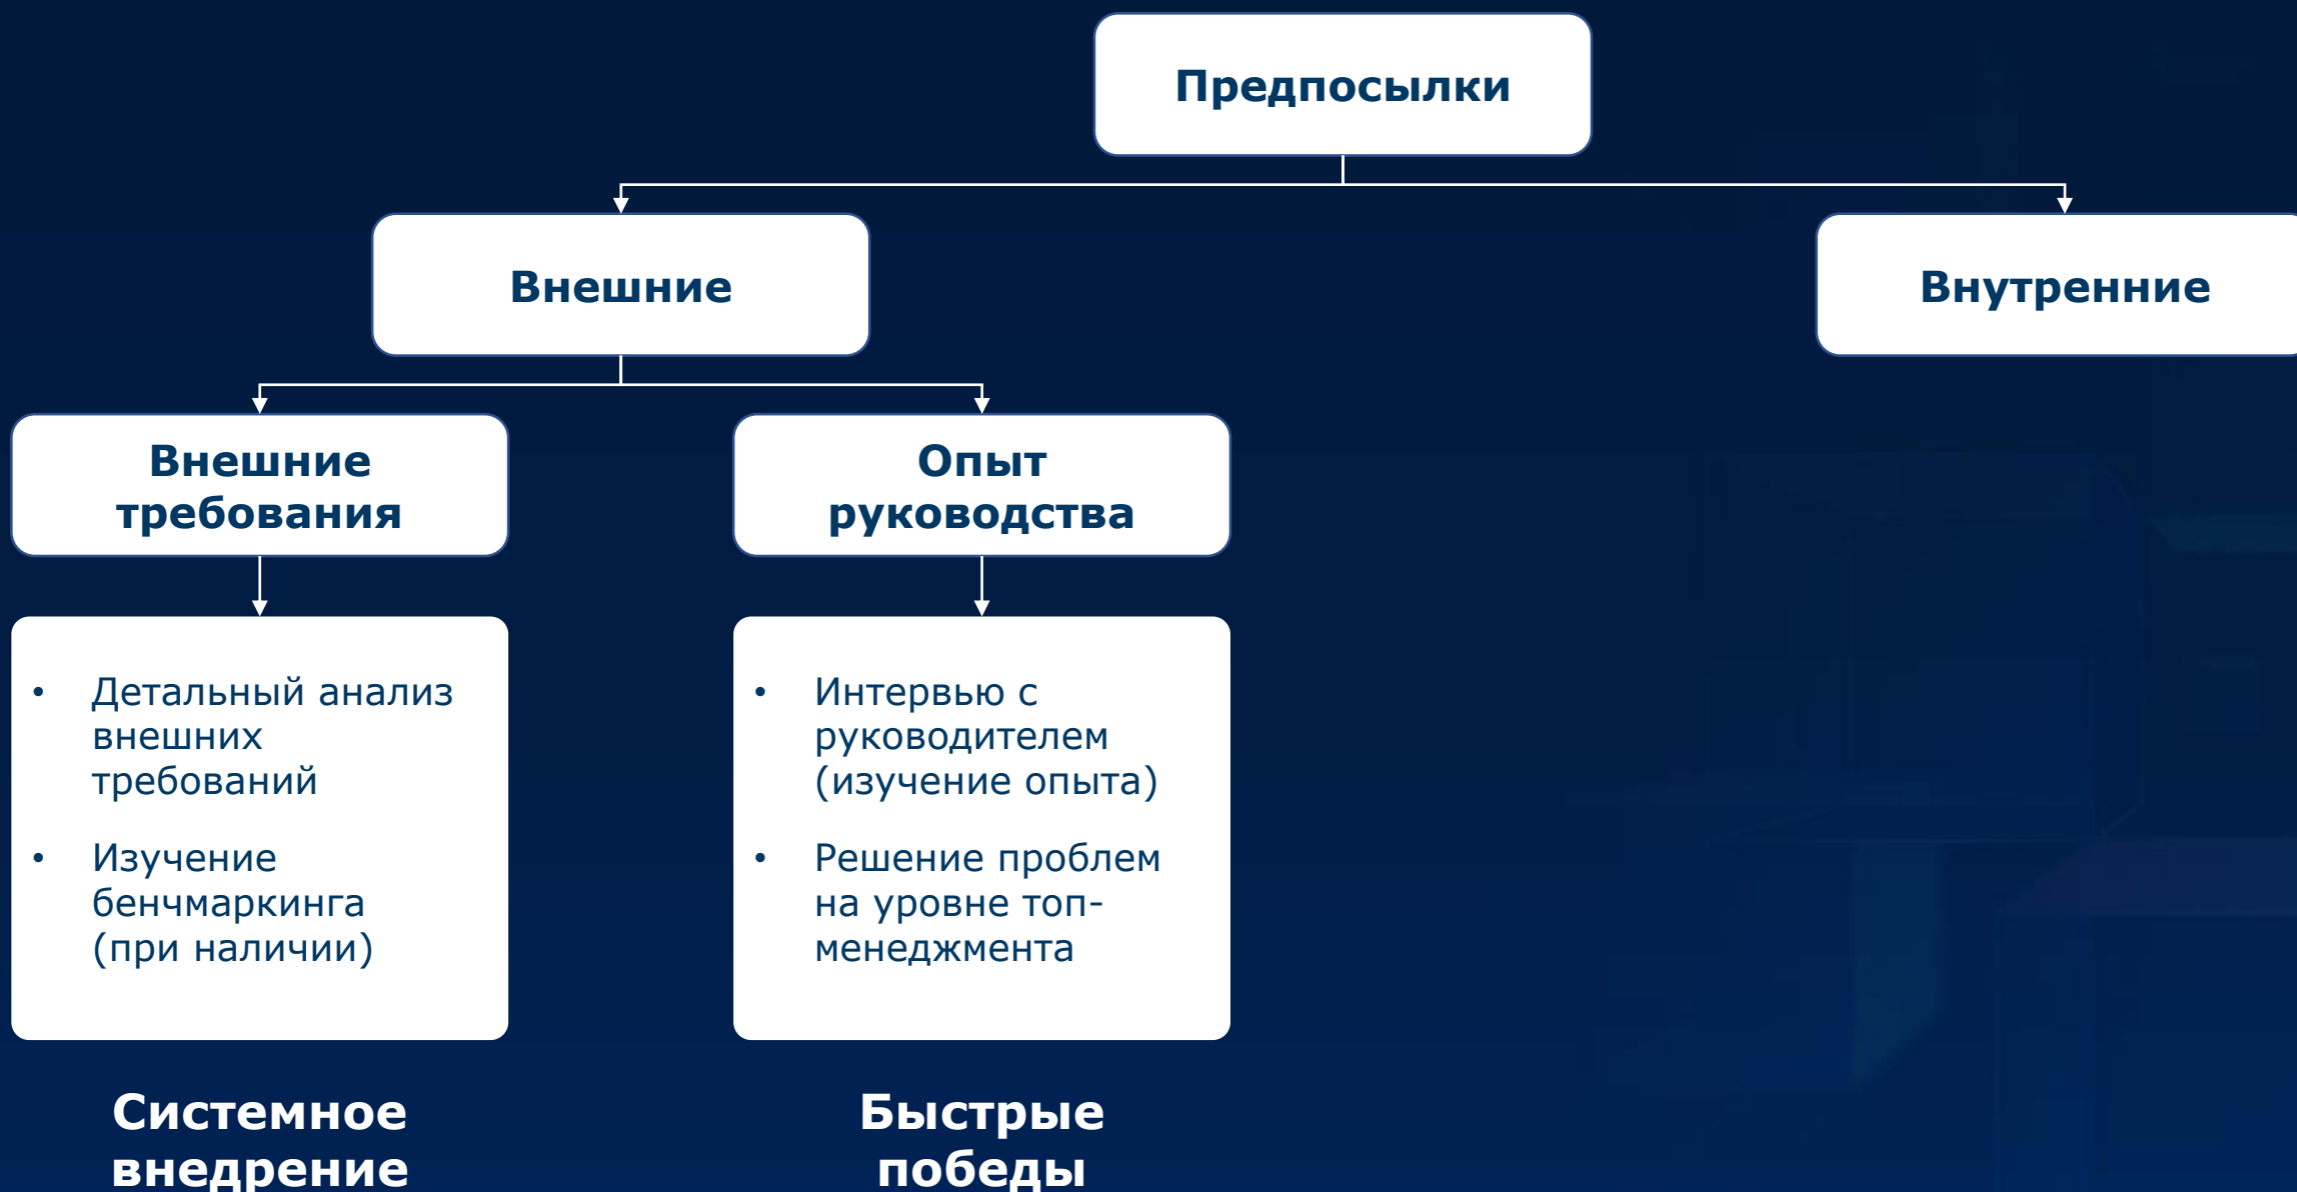 Предпосылки
Внешние
Внутренние
Внешние
требования
Опыт
руководства
• Детальный анализ
внешних
требований
• Изучение
бенчмаркинга
(при наличии)
• Интервью с
руководителем
(изучение опыта)
• Решение проблем
на уровне топ-
менеджмента
Системное
внедрение
Быстрые
победы